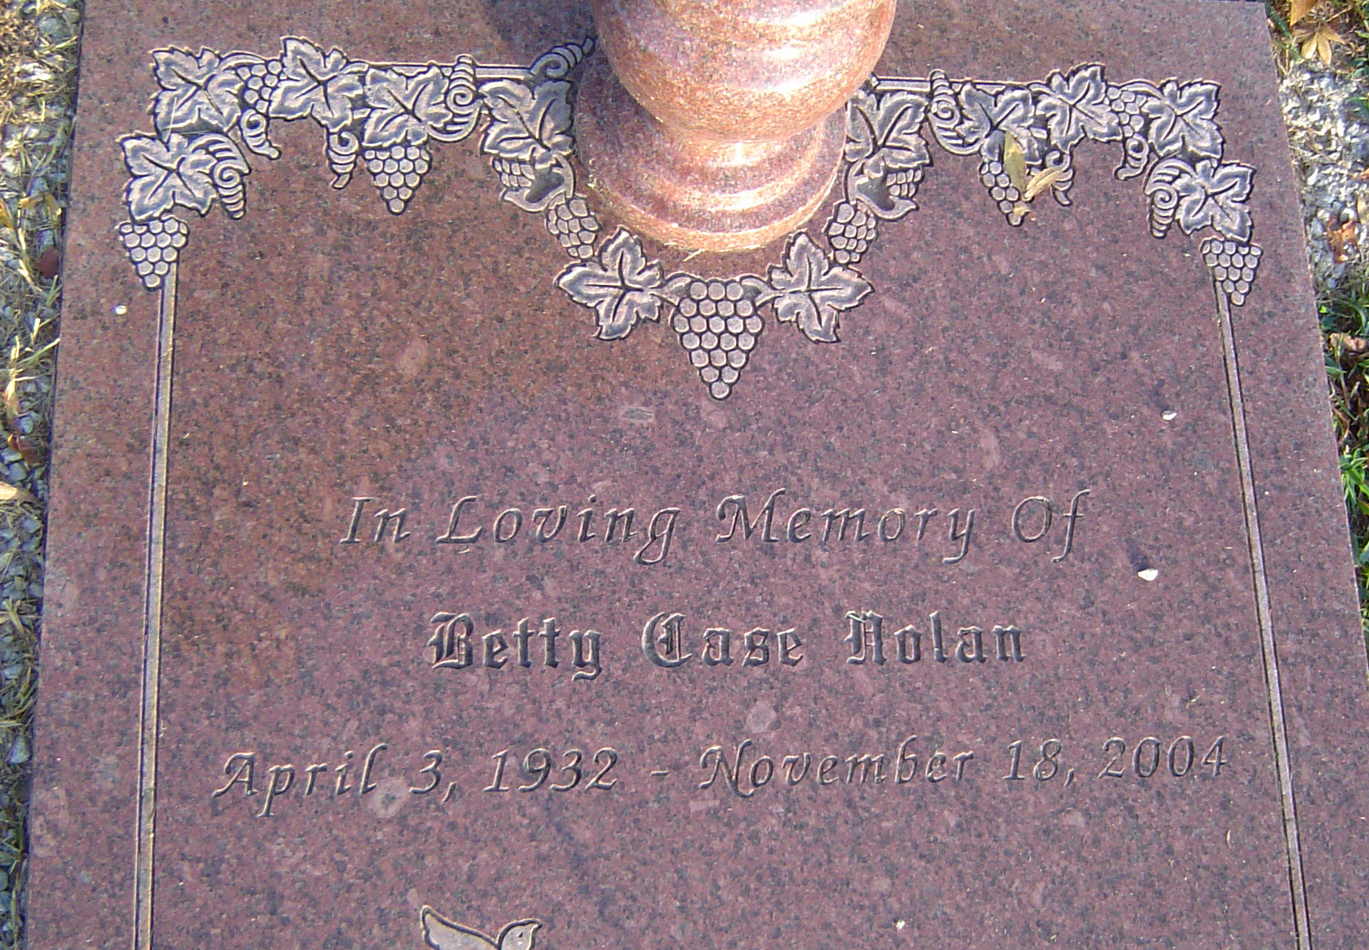 In Loving Memory Of
Betty Case Nolan
April 3, 1932 - November 18, 2004